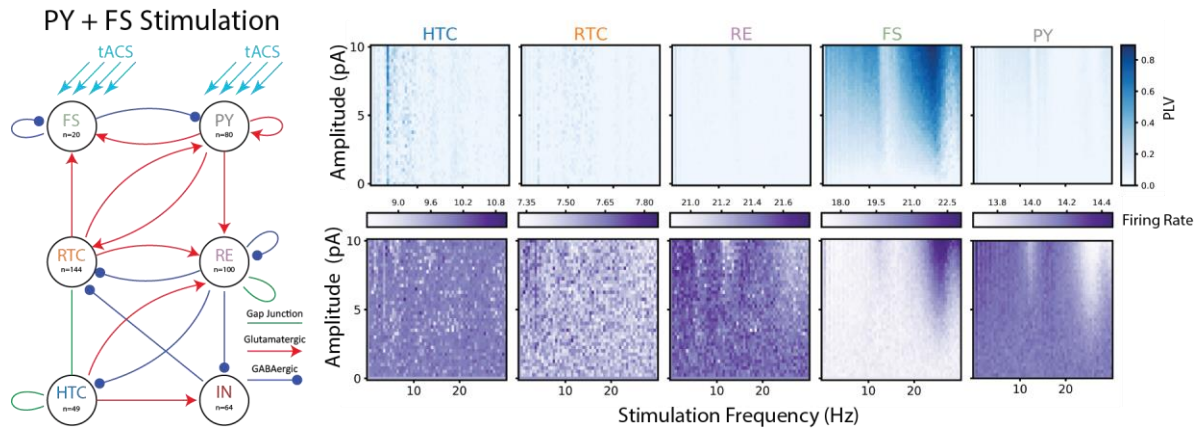 PY + FS Stimulation
tACS
tACS
FS
n=20
PY
n=80
RTC
n=144
RE
n=100
HTC
n=49
IN
n=64
Gap Junction
Glutamatergic
GABAergic
HTC
RTC
RE
FS
PY
Amplitude (pA)
10
5
0
0.8
0.6
0.4
0.2
0.0
PLV
9.0 9.6 10.2 10.8
7.35 7.50 7.65 7.80
21.0 21.2 21.4 21.6
18.0 19.5 21.0 22.5
13.8 14.0 14.2 14.4
Firing Rate
Amplitude (pA)
10
5
0
10 20
10 20
10 20
10 20
10 20
Stimulation Frequency (Hz)